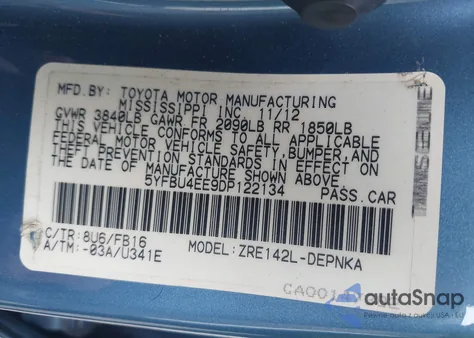 MFD.BY: TOYOTA MOTOR MANUFACTURING
MISSISSIPPI INC. 11/12
GVWR 3840LB GAWR FR 2090LB RR 1850LB
THIS VEHICLE CONFORMS TO ALL APPLICABLE
FEDERAL MOTOR VEHICLE SAFETY,BUMPER,AND
THEFT PREVENTION STANDARDS IN EFFECT ON
THE DATE OF MANUFACTURE SHOWN ABOVE.
5YFBU4EE9DP122134 PASS.CAR
C/TR:8U6/FB16 MODEL:ZRE142L-DEPNKA
A/TM:-03A/U341E
CA001
autoSnap